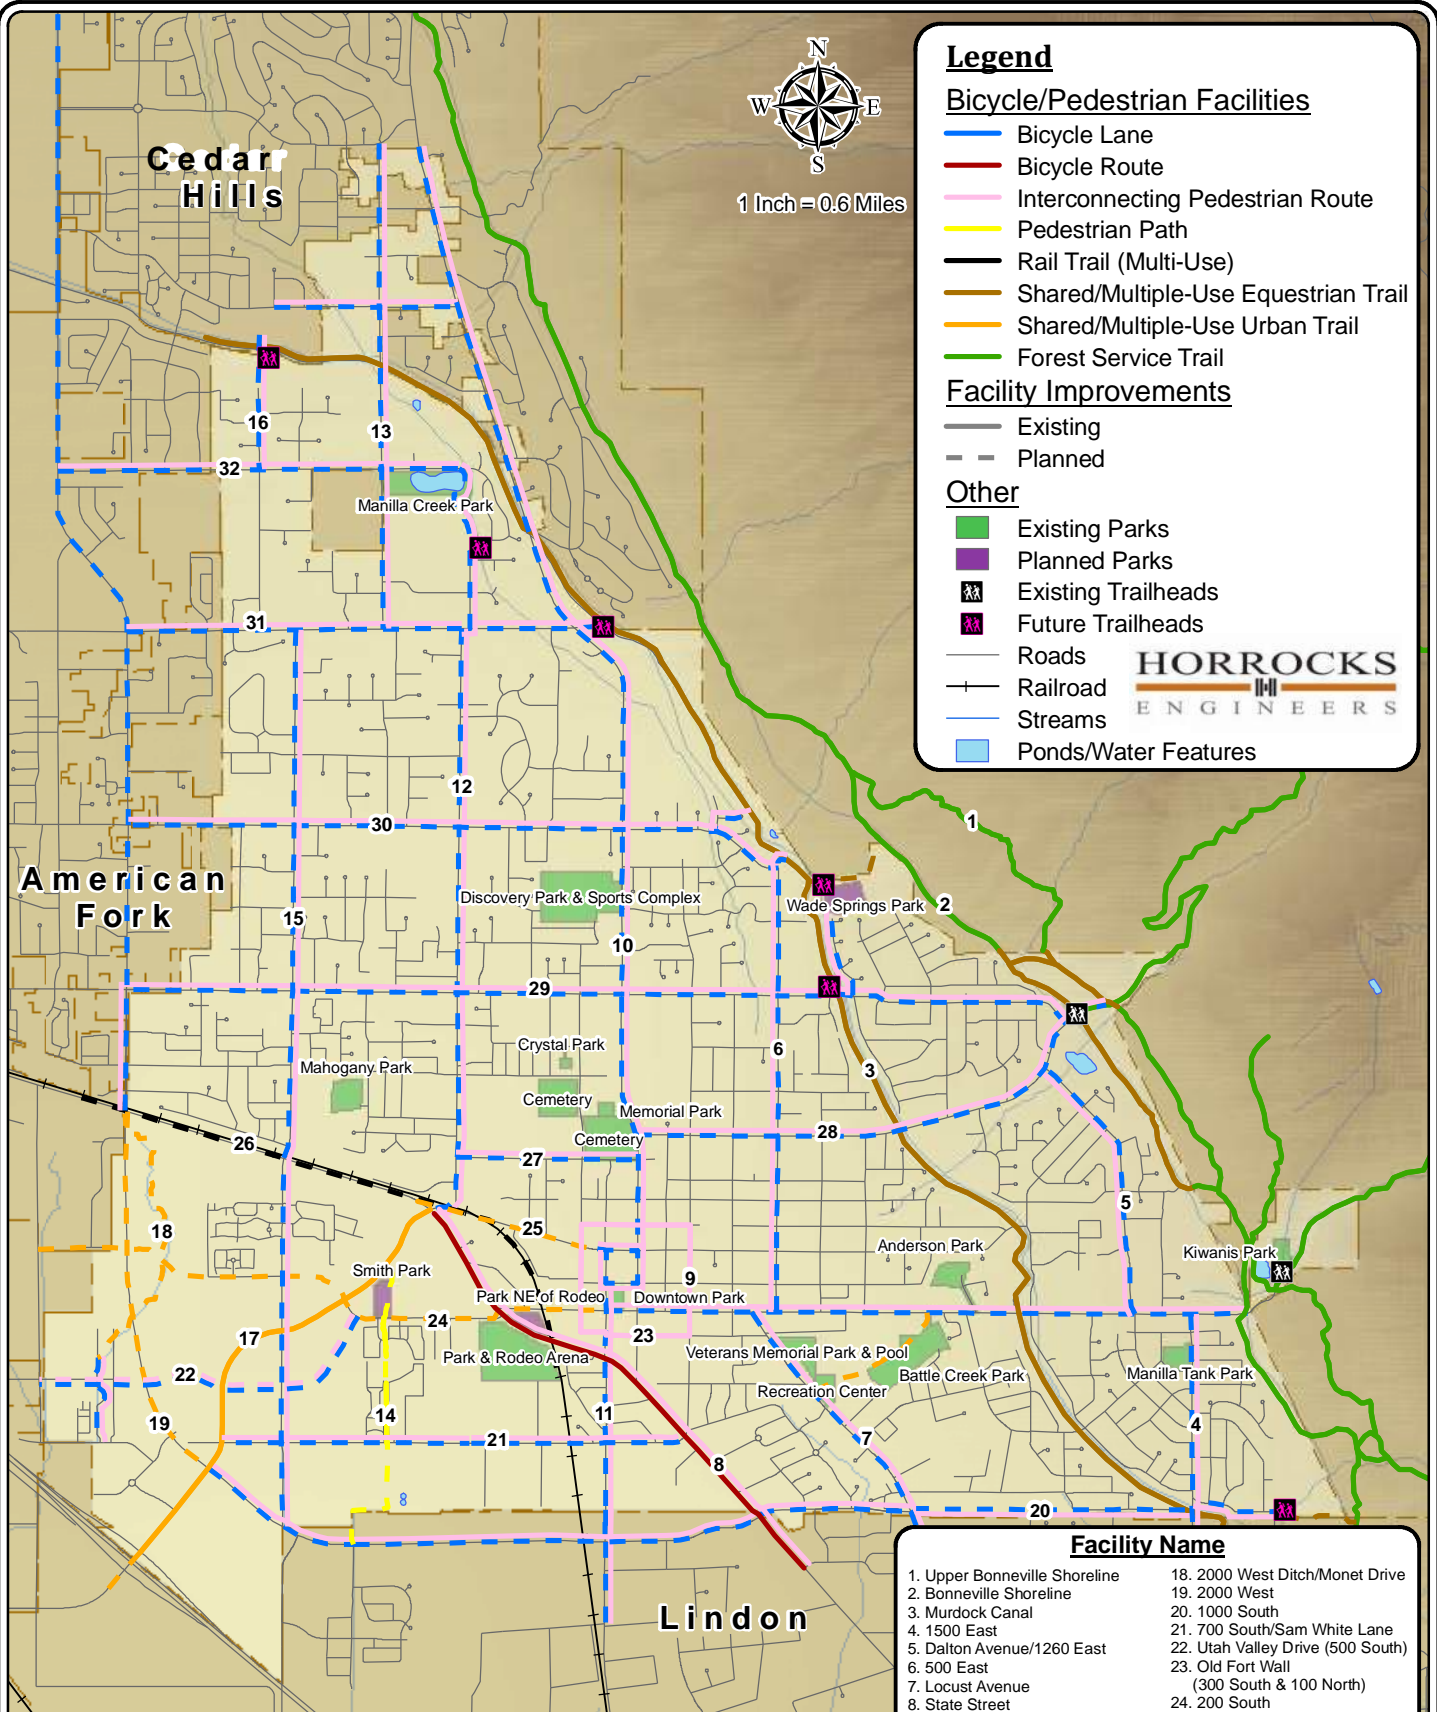 N
W E
S
1 Inch = 0.6 Miles
Legend
Bicycle/Pedestrian Facilities
Bicycle Lane
Bicycle Route
Interconnecting Pedestrian Route
Pedestrian Path
Rail Trail (Multi-Use)
Shared/Multiple-Use Equestrian Trail
Shared/Multiple-Use Urban Trail
Forest Service Trail
Facility Improvements
Existing
Planned
Other
Existing Parks
Planned Parks
Existing Trailheads
Future Trailheads
Roads
Railroad
Streams
Ponds/Water Features
HORROCKS
ENGINEERS
Cedar
Hills
16
13
32
Manilla Creek Park
31
12
30
1
American
Fork
Discovery Park & Sports Complex
Wade Springs Park
2
15
10
29
Crystal Park
6
3
Mahogany Park
Cemetery
Memorial Park
Cemetery
28
26
27
5
18
25
Anderson Park
Kiwanis Park
Smith Park
9
Park NE of Rodeo
Downtown Park
24
17
23
Park & Rodeo Arena
Veterans Memorial Park & Pool
22
Battle Creek Park
Manilla Tank Park
Recreation Center
19
14
11
4
21
7
8
20
Lindon
Facility Name
1. Upper Bonneville Shoreline
2. Bonneville Shoreline
3. Murdock Canal
4. 1500 East
5. Dalton Avenue/1260 East
6. 500 East
7. Locust Avenue
8. State Street
18. 2000 West Ditch/Monet Drive
19. 2000 West
20. 1000 South
21. 700 South/Sam White Lane
22. Utah Valley Drive (500 South)
23. Old Fort Wall
(300 South & 100 North)
24. 200 South